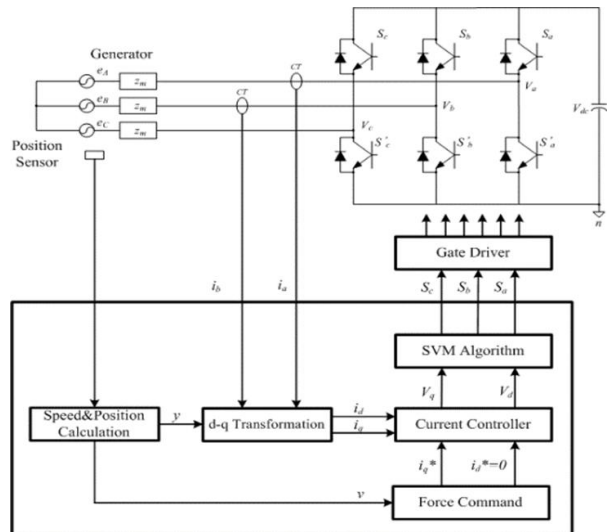 Generator
S_c
S_b
S_a
e_A
z_m
CT
V_a
e_B
z_m
CT
V_b
V_dc
e_C
z_m
V_c
Position
Sensor
S'_c
S'_b
S'_a
n
Gate Driver
i_b
i_a
S_c
S_b
S_a
SVM Algorithm
V_q
V_d
Speed&Position
Calculation
y
d-q Transformation
i_d
i_q
Current Controller
i_q*
i_d*=0
v
Force Command